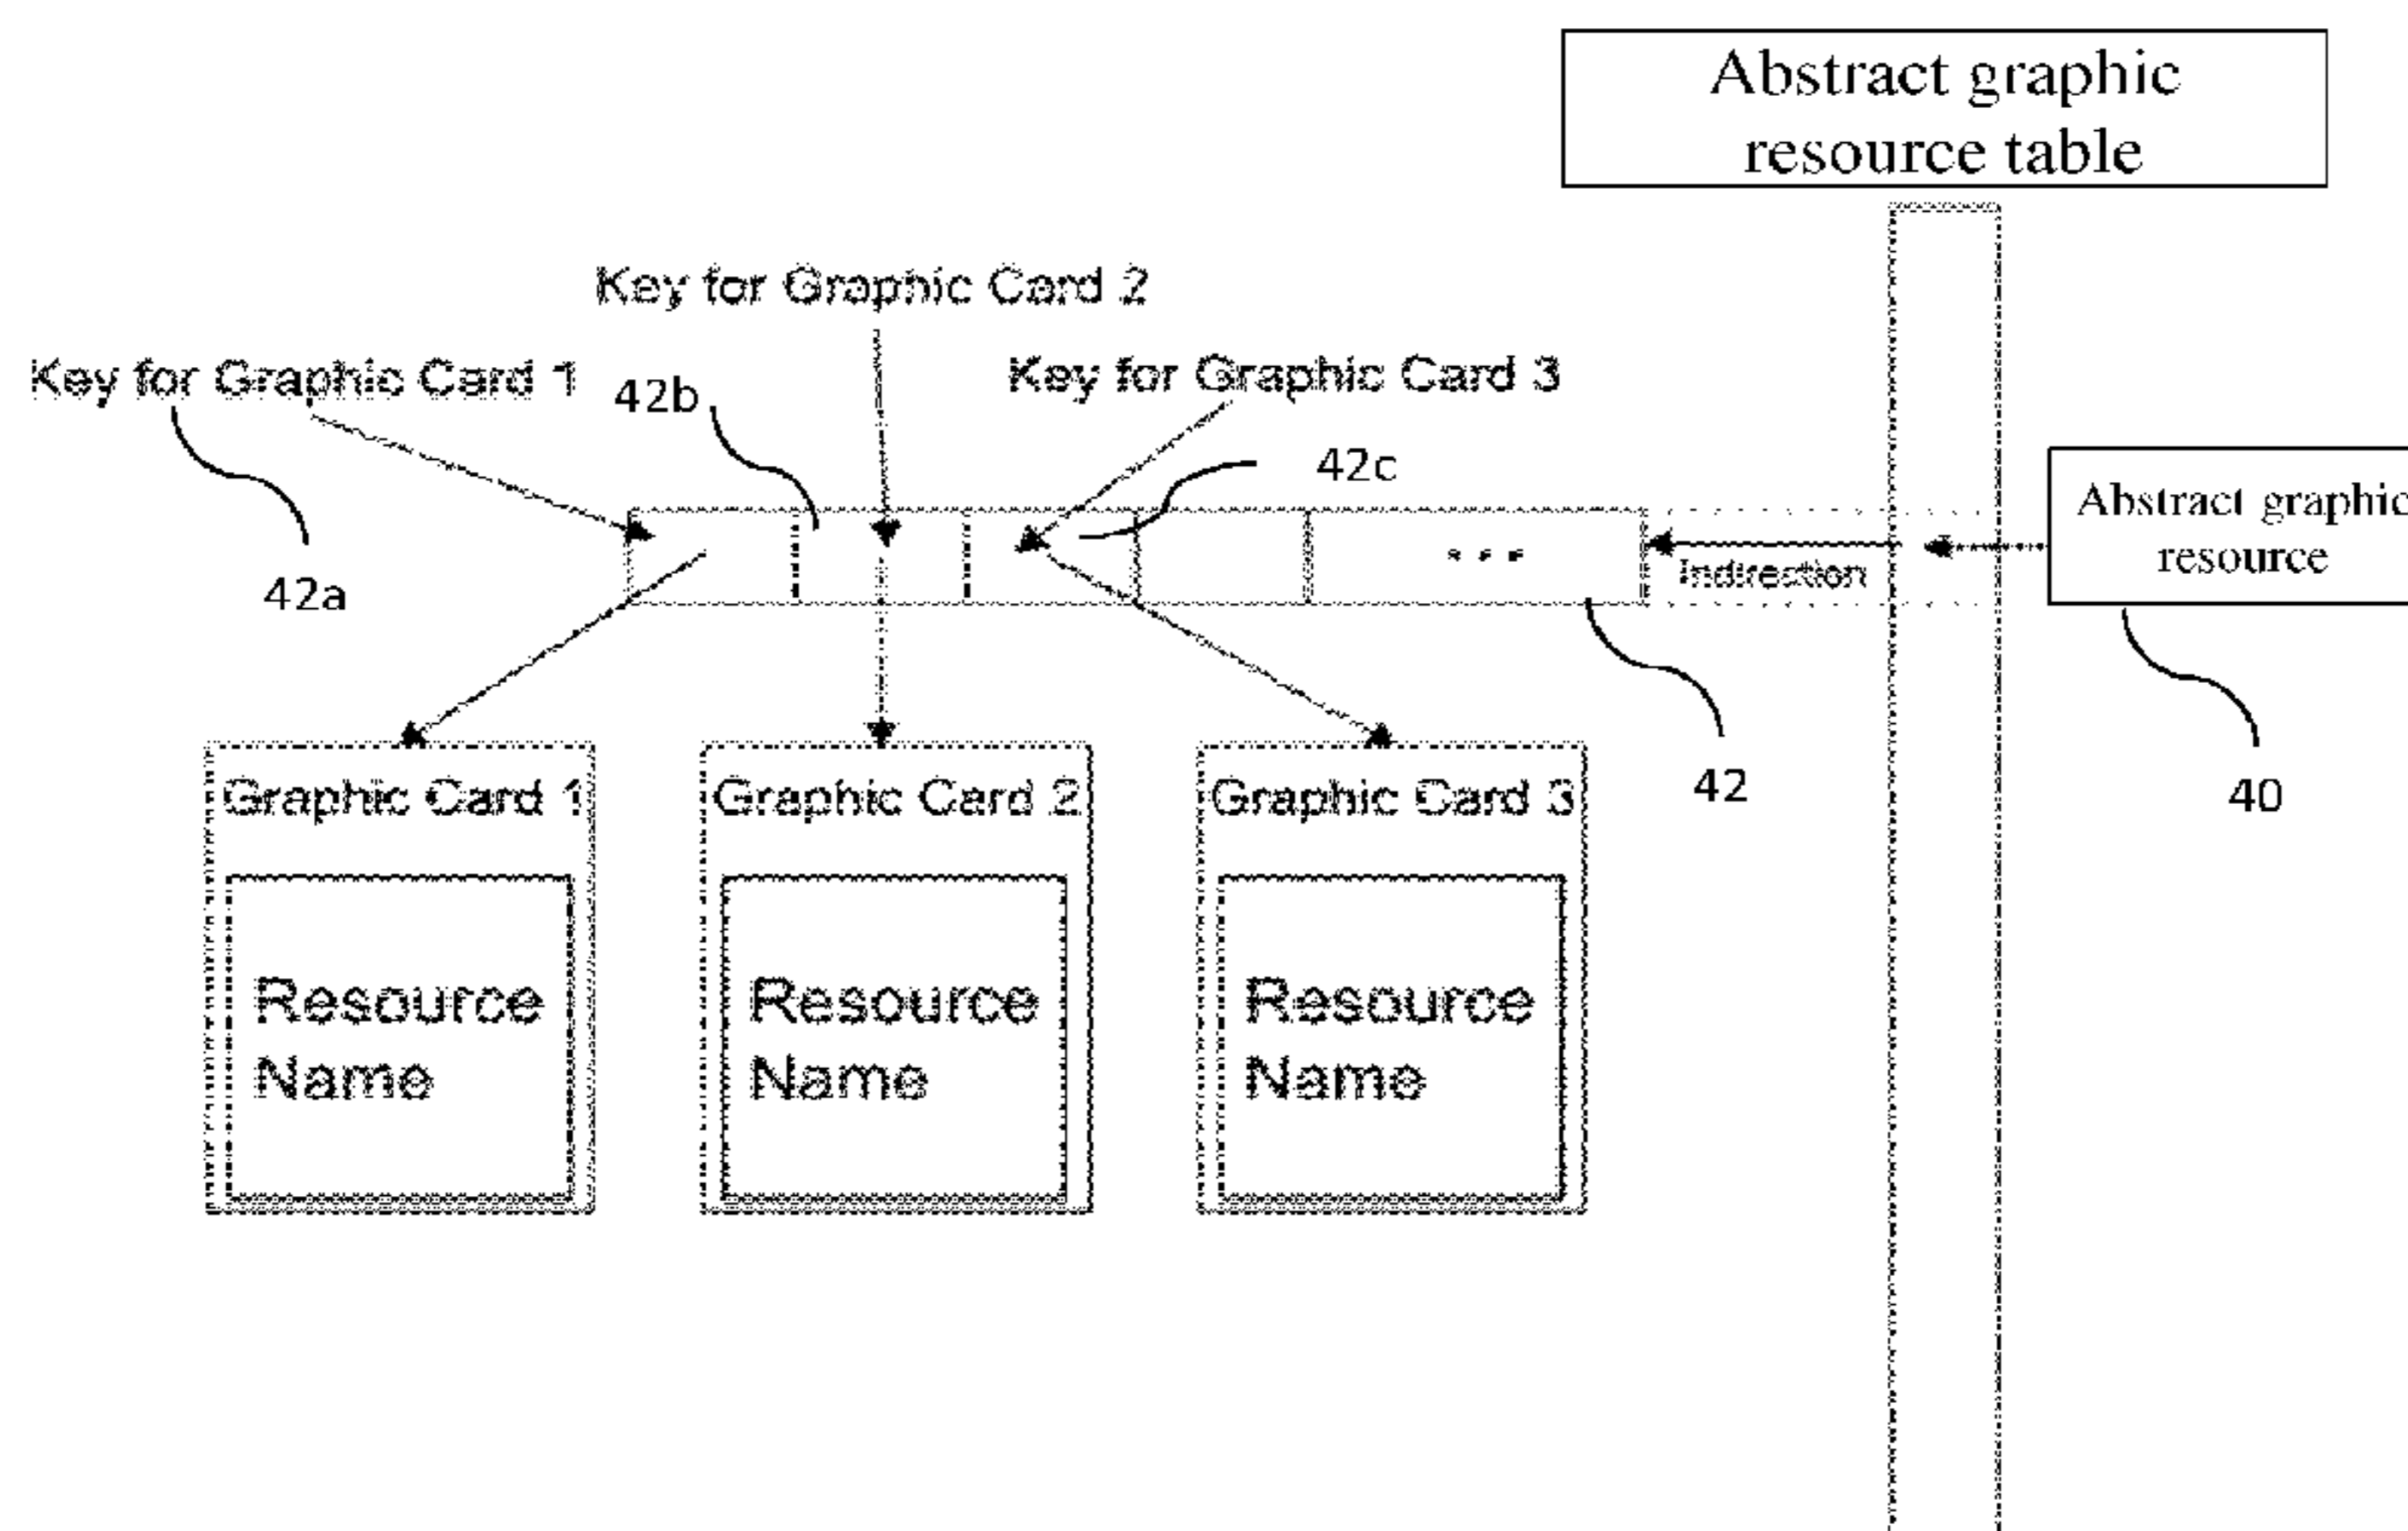 Abstract graphic
resource table
Key for Graphic Card 2
Key for Graphic Card 1
42b
Key for Graphic Card 3
42c
Abstract graphic
resource
Indirection
42a
...
42
40
Graphic Card 1
Graphic Card 2
Graphic Card 3
Resource
Name
Resource
Name
Resource
Name